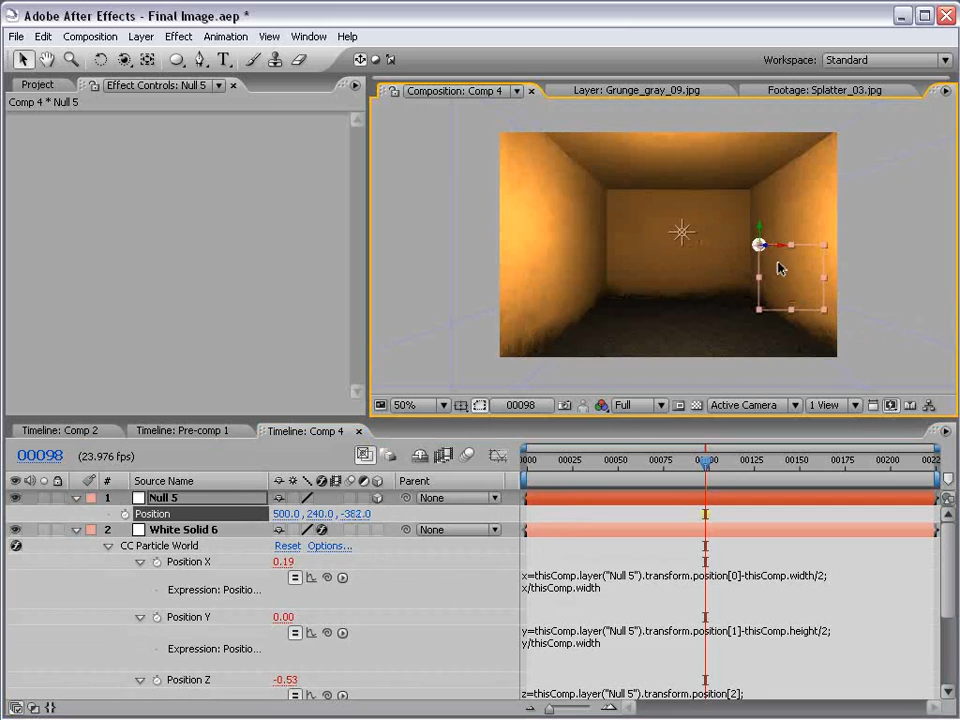 Adobe After Effects - Final Image.aep *
File Edit Composition Layer Effect Animation View Window Help
Workspace: Standard
Project Effect Controls: Null 5
Composition: Comp 4 Layer: Grunge_gray_09.jpg Footage: Splatter_03.jpg
Comp 4 * Null 5
50% 00098 Full Active Camera 1 View
Timeline: Comp 2 Timeline: Pre-comp 1 Timeline: Comp 4
00098 (23.976 fps)
00025 00050 00075 00125 00150 00175 00200
# Source Name Parent
1 Null 5 None
Position 500.0, 240.0, -382.0
2 White Solid 6 None
CC Particle World Reset Options...
Position X 0.19
x=thisComp.layer("Null 5").transform.position[0]-thisComp.width/2;
Expression: Positio...
x/thisComp.width
Position Y 0.00
y=thisComp.layer("Null 5").transform.position[1]-thisComp.height/2;
Expression: Positio...
y/thisComp.width
Position Z -0.53
z=thisComp.layer("Null 5").transform.position[2];